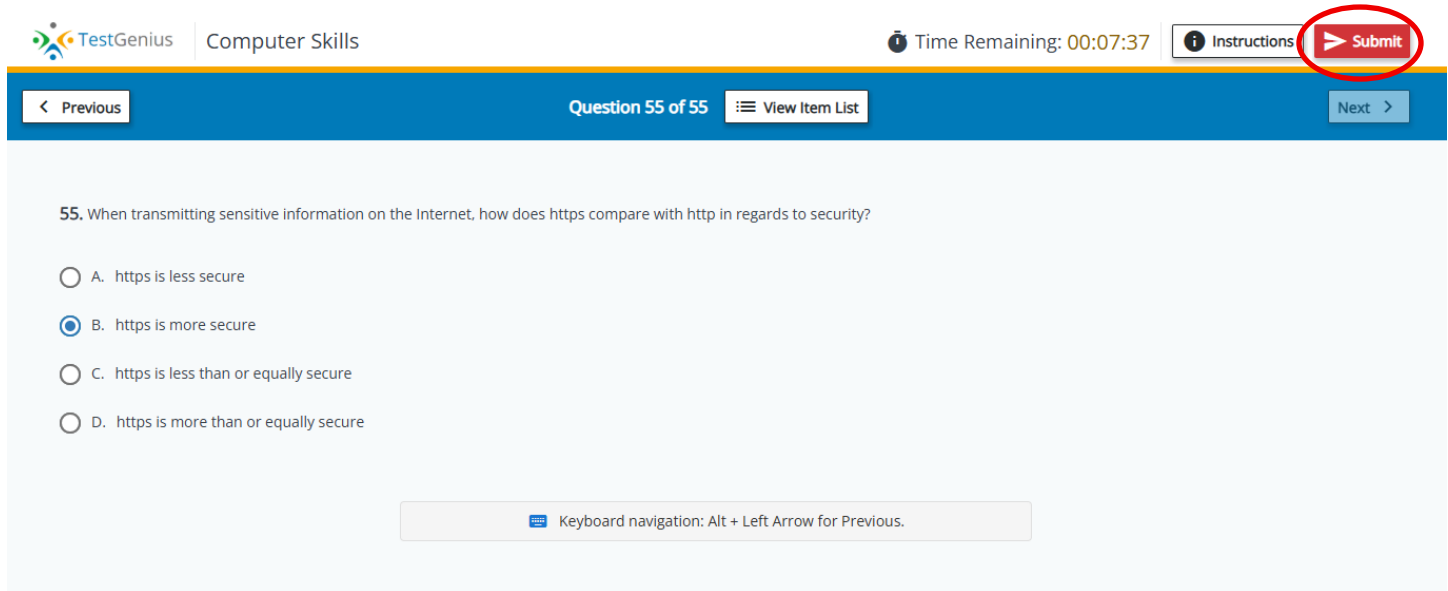 TestGenius Computer Skills Time Remaining: 00:07:37 Instructions Submit
Previous Question 55 of 55 View Item List Next
55. When transmitting sensitive information on the Internet, how does https compare with http in regards to security?
A. https is less secure
B. https is more secure
C. https is less than or equally secure
D. https is more than or equally secure
Keyboard navigation: Alt + Left Arrow for Previous.